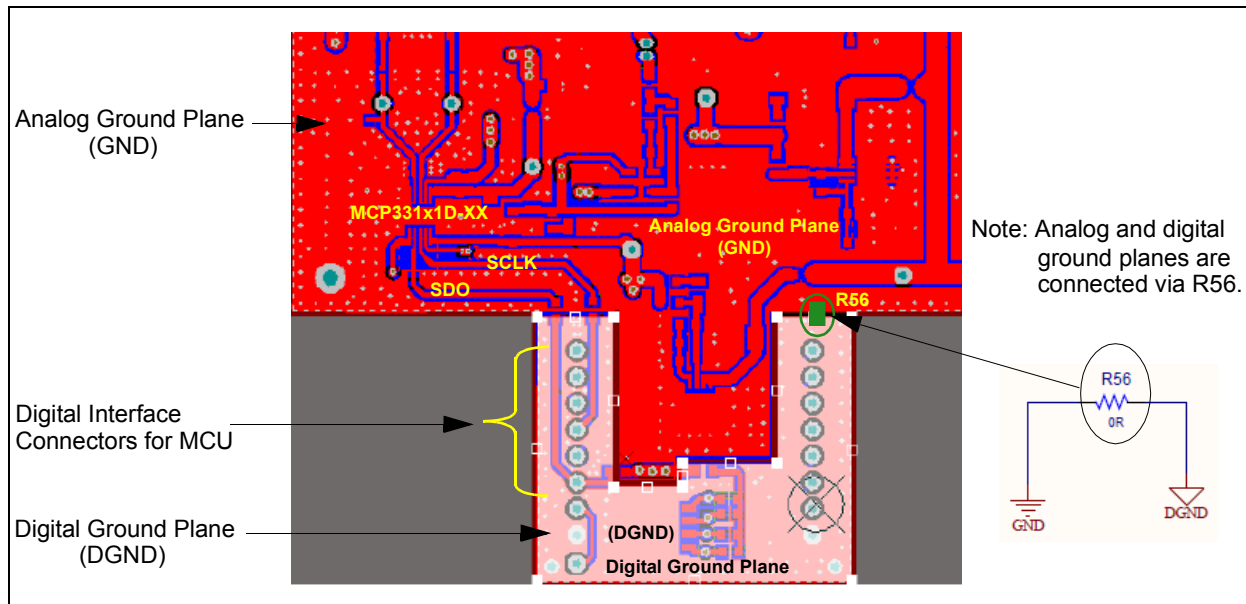 Analog Ground Plane
(GND)
MCP331x1D-XX
Analog Ground Plane
(GND)
SCLK
SDO
R56
Note: Analog and digital
ground planes are
connected via R56.
R56
0R
GND
DGND
Digital Interface
Connectors for MCU
Digital Ground Plane
(DGND)
(DGND)
Digital Ground Plane